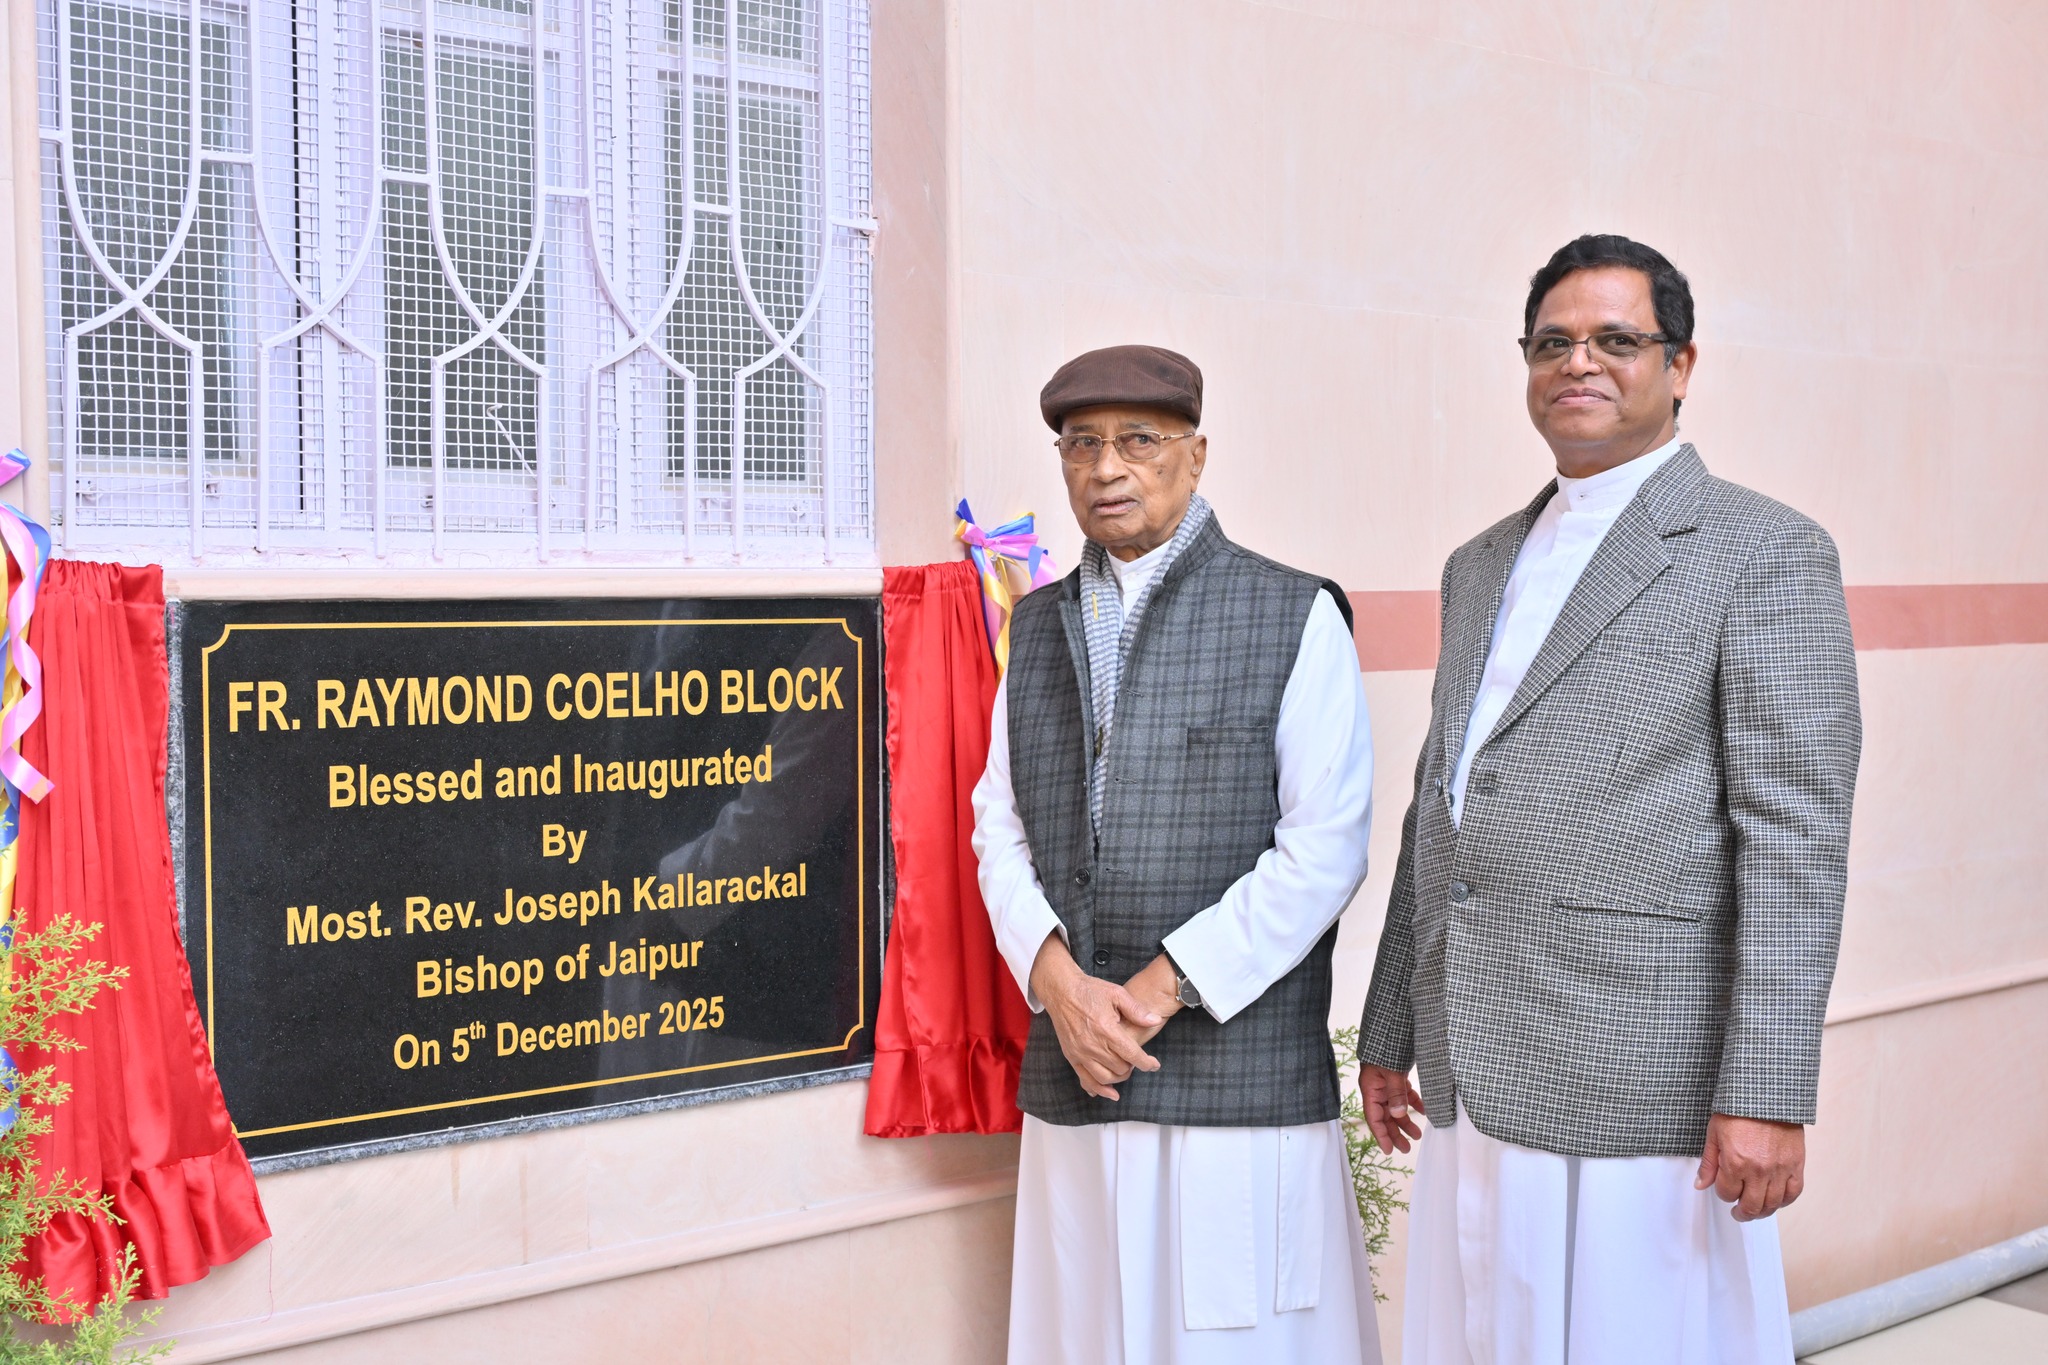 FR. RAYMOND COELHO BLOCK
Blessed and Inaugurated
By
Most. Rev. Joseph Kallarackal
Bishop of Jaipur
On 5th December 2025